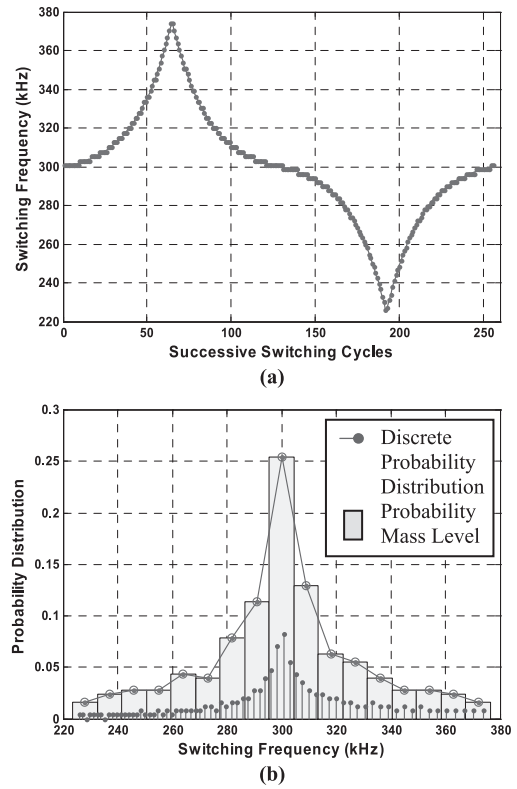 380
360
340
320
300
280
260
240
220
Switching Frequency (kHz)
0 50 100 150 200 250
Successive Switching Cycles
(a)
0.3
0.25
0.2
0.15
0.1
0.05
0
Probability Distribution
Discrete
Probability
Distribution
Probability
Mass Level
220 240 260 280 300 320 340 360 380
Switching Frequency (kHz)
(b)